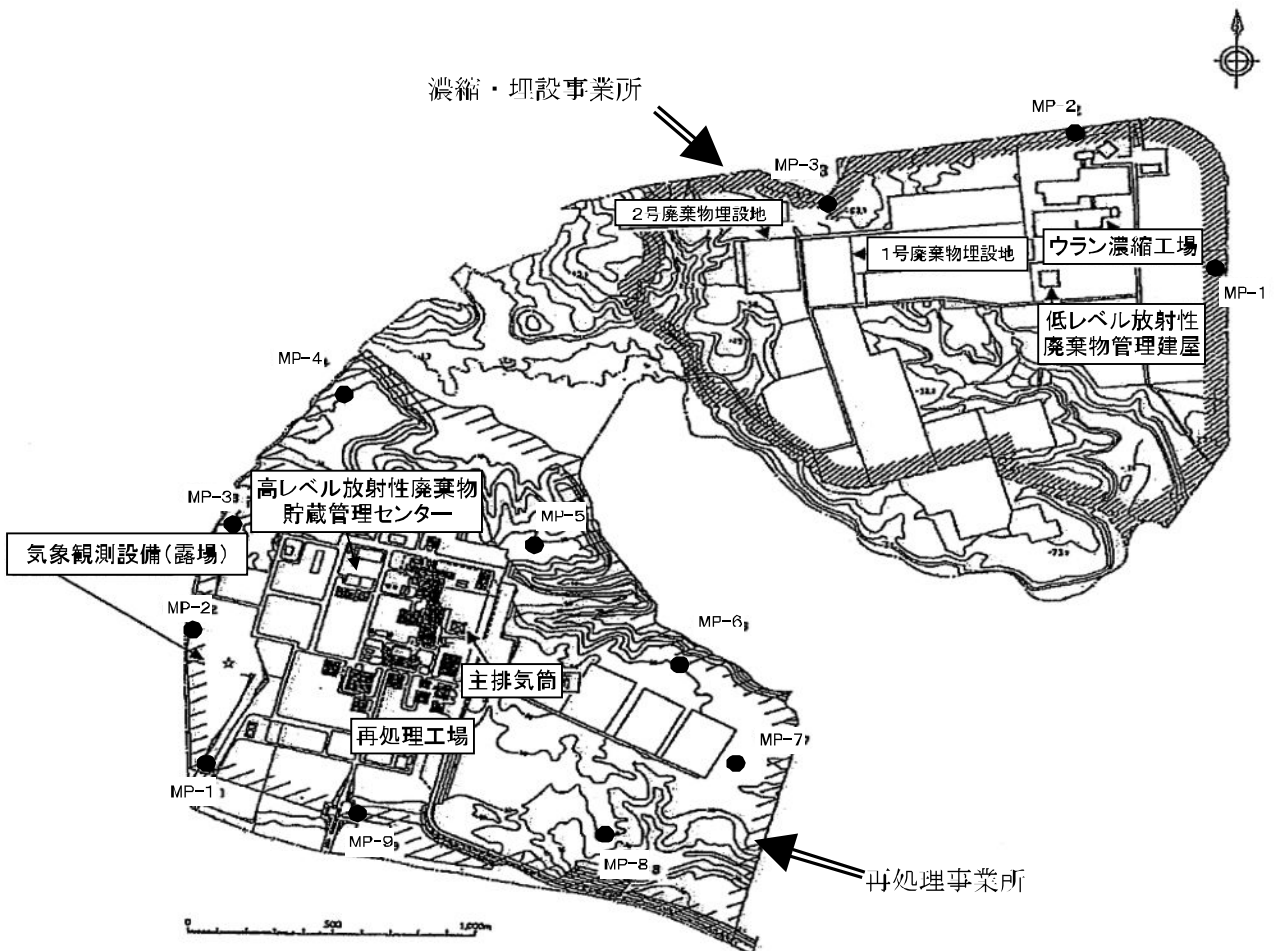 濃縮・埋設事業所
MP-2
MP-3
2号廃棄物埋設地
1号廃棄物埋設地
ウラン濃縮工場
MP-1
低レベル放射性
廃棄物管理建屋
MP-4
高レベル放射性廃棄物
貯蔵管理センター
MP-3
MP-5
気象観測設備(露場)
MP-2
MP-6
主排気筒
再処理工場
MP-7
MP-1
MP-9
MP-8
再処理事業所
0 500 1,000m